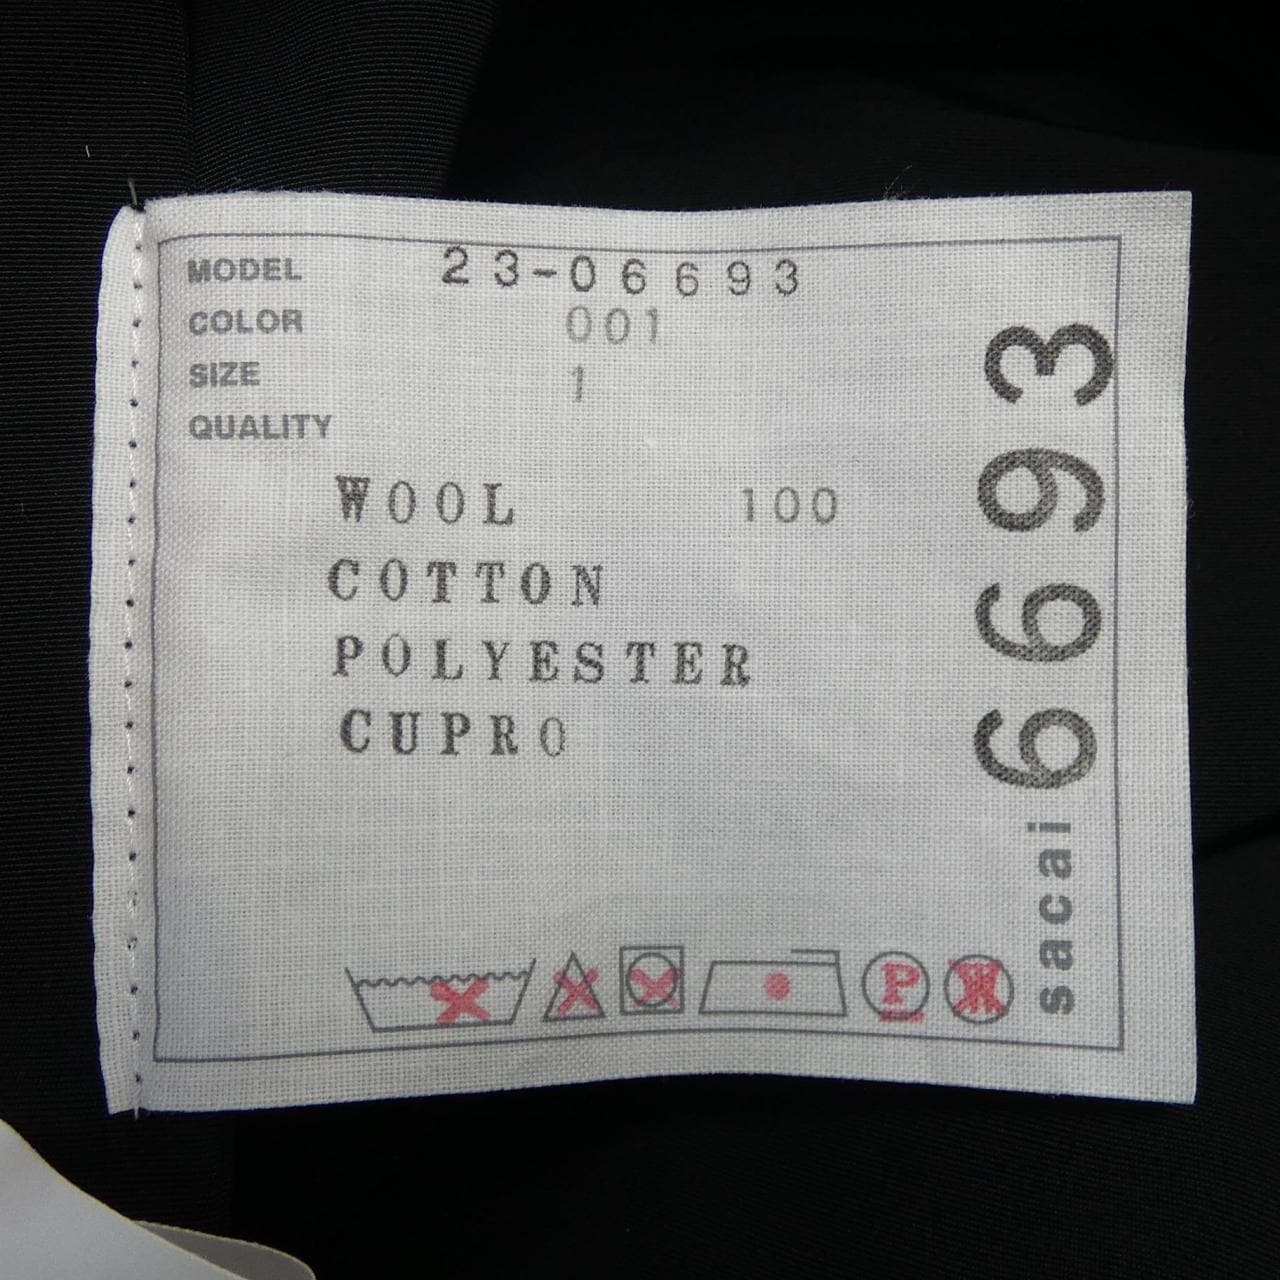 MODEL 23-06693
COLOR 001
SIZE 1
QUALITY
WOOL 100
COTTON
POLYESTER
CUPRO
P
W
sacai 6693